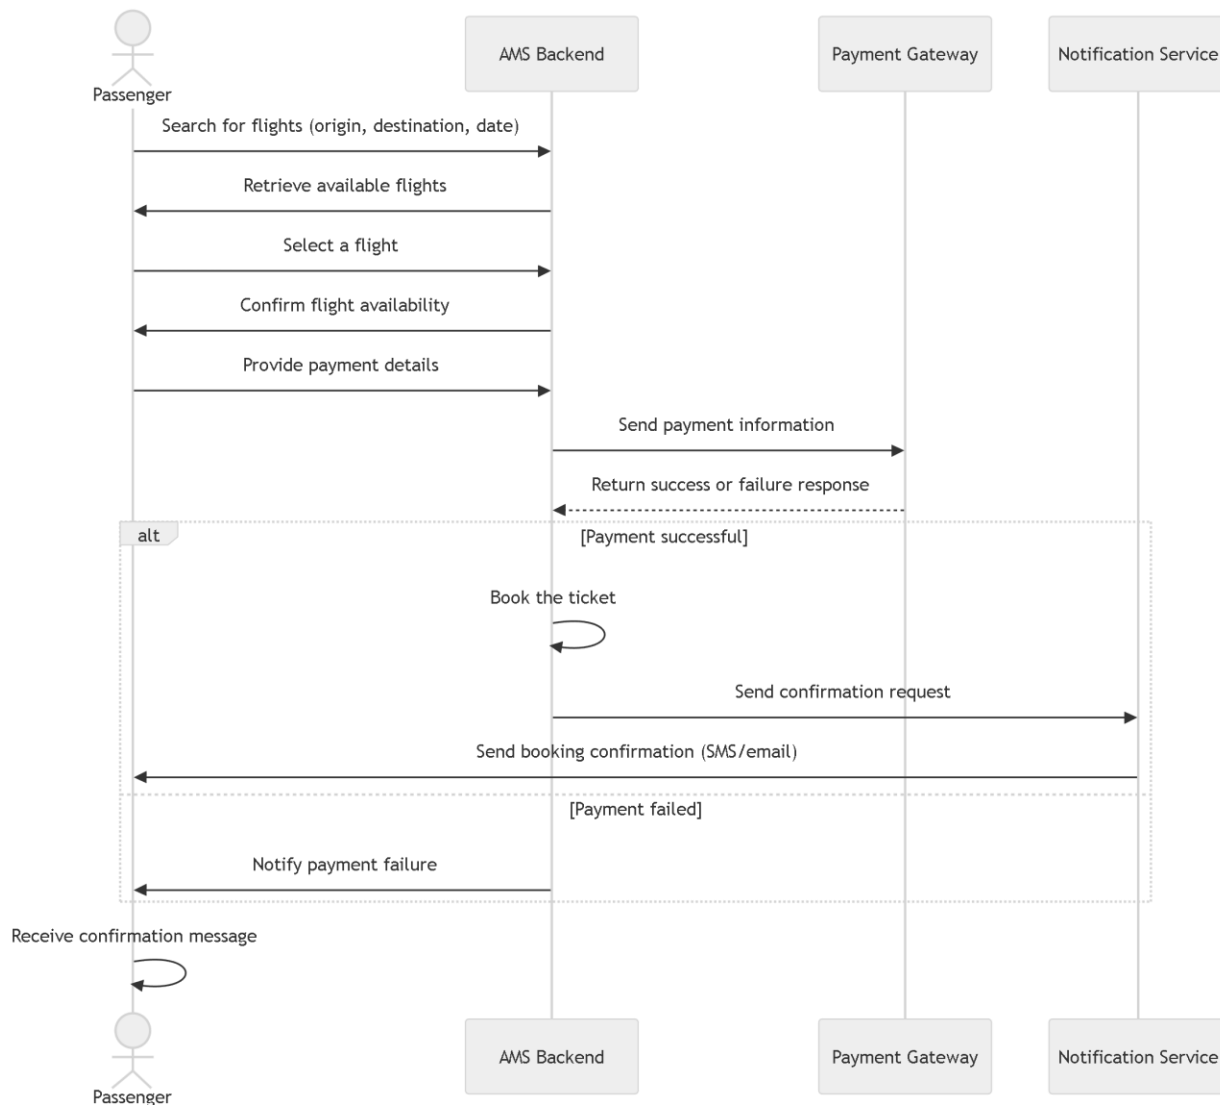 AMS Backend
Payment Gateway
Notification Service
Passenger
Search for flights (origin, destination, date)
Retrieve available flights
Select a flight
Confirm flight availability
Provide payment details
Send payment information
Return success or failure response
alt
[Payment successful]
Book the ticket
Send confirmation request
Send booking confirmation (SMS/email)
[Payment failed]
Notify payment failure
Receive confirmation message
AMS Backend
Payment Gateway
Notification Service
Passenger